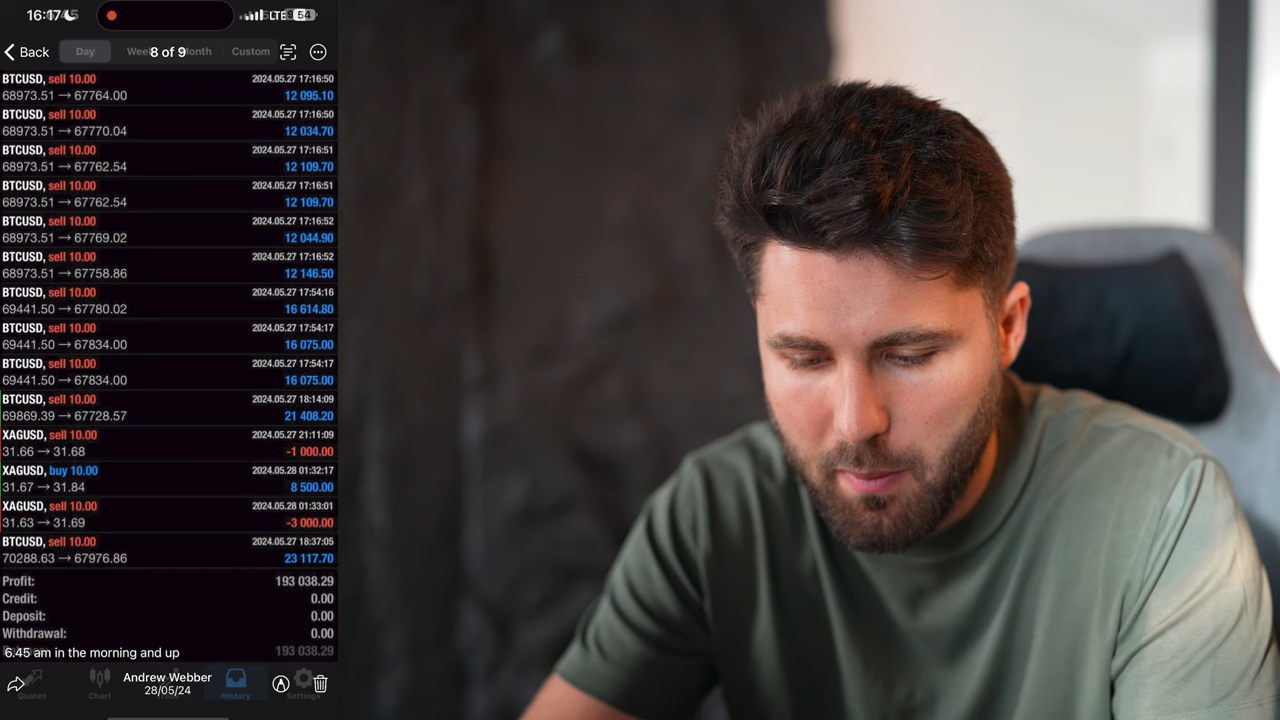 16:17
LTE 54
Back Day Week 8 of 9 Month Custom
BTCUSD, sell 10.00 2024.05.27 17:16:50
68973.51 → 67764.00 12 095.10
BTCUSD, sell 10.00 2024.05.27 17:16:50
68973.51 → 67770.04 12 034.70
BTCUSD, sell 10.00 2024.05.27 17:16:51
68973.51 → 67762.54 12 109.70
BTCUSD, sell 10.00 2024.05.27 17:16:51
68973.51 → 67762.54 12 109.70
BTCUSD, sell 10.00 2024.05.27 17:16:52
68973.51 → 67769.02 12 044.90
BTCUSD, sell 10.00 2024.05.27 17:16:52
68973.51 → 67758.86 12 146.50
BTCUSD, sell 10.00 2024.05.27 17:54:16
69441.50 → 67780.02 16 614.80
BTCUSD, sell 10.00 2024.05.27 17:54:17
69441.50 → 67834.00 16 075.00
BTCUSD, sell 10.00 2024.05.27 17:54:17
69441.50 → 67834.00 16 075.00
BTCUSD, sell 10.00 2024.05.27 18:14:09
69869.39 → 67728.57 21 408.20
XAGUSD, sell 10.00 2024.05.27 21:11:09
31.66 → 31.68 -1 000.00
XAGUSD, buy 10.00 2024.05.28 01:32:17
31.67 → 31.84 8 500.00
XAGUSD, sell 10.00 2024.05.28 01:33:01
31.63 → 31.69 -3 000.00
BTCUSD, sell 10.00 2024.05.27 18:37:05
70288.63 → 67976.86 23 117.70
Profit: 193 038.29
Credit: 0.00
Deposit: 0.00
Withdrawal: 0.00
6.45 am in the morning and up 193 038.29
Andrew Webber
28/05/24
Quotes Chart History Settings